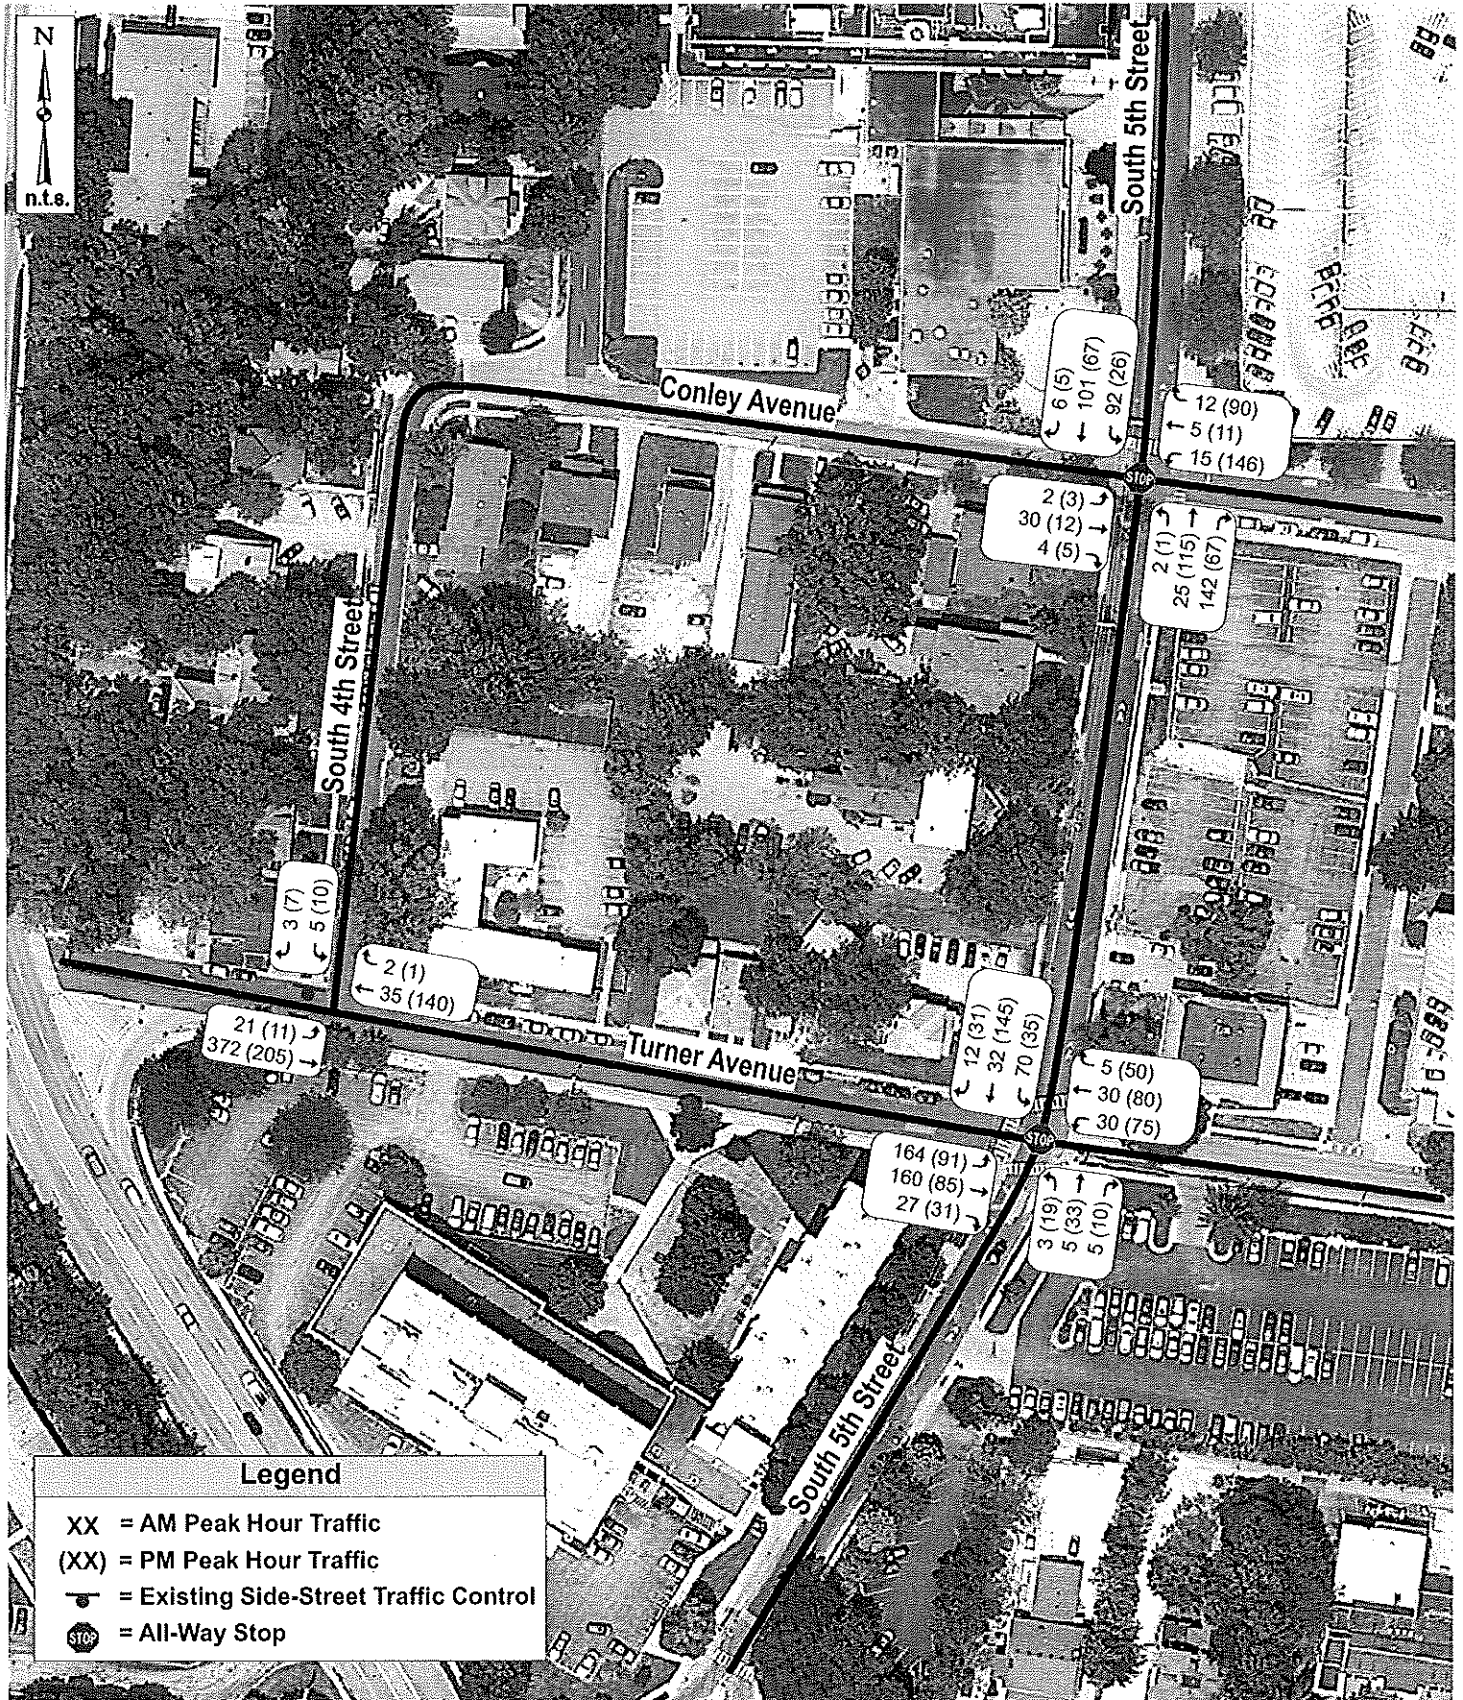 N
n.t.s.
South 5th Street
Conley Avenue
6 (5)
101 (67)
92 (26)
12 (90)
5 (11)
15 (146)
2 (3)
30 (12)
4 (5)
STOP
2 (1)
25 (115)
142 (67)
South 4th Street
3 (7)
5 (10)
2 (1)
35 (140)
21 (11)
372 (205)
Turner Avenue
12 (31)
32 (145)
70 (35)
5 (50)
30 (80)
30 (75)
STOP
164 (91)
160 (85)
27 (31)
3 (19)
5 (33)
5 (10)
South 5th Street
Legend
XX = AM Peak Hour Traffic
(XX) = PM Peak Hour Traffic
= Existing Side-Street Traffic Control
STOP = All-Way Stop